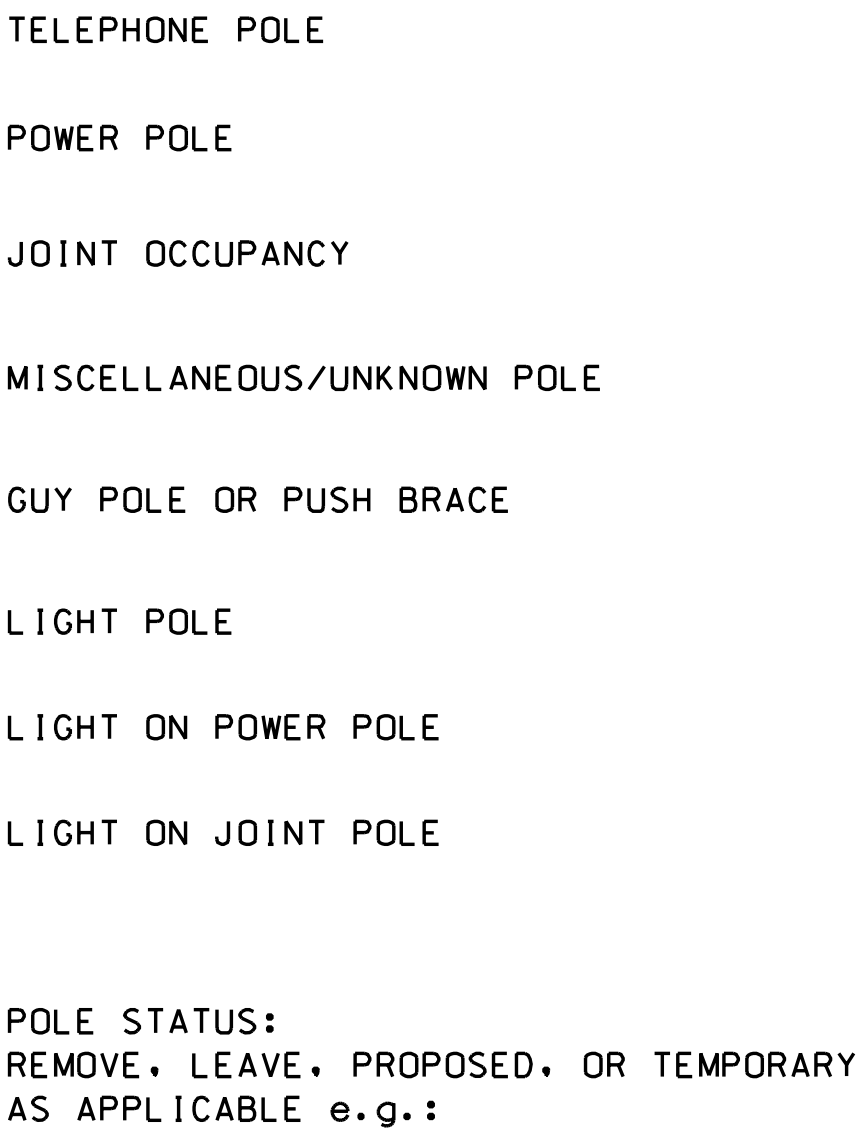 TELEPHONE POLE
POWER POLE
JOINT OCCUPANCY
MISCELLANEOUS/UNKNOWN POLE
GUY POLE OR PUSH BRACE
LIGHT POLE
LIGHT ON POWER POLE
LIGHT ON JOINT POLE
POLE STATUS:
REMOVE, LEAVE, PROPOSED, OR TEMPORARY
AS APPLICABLE e.g.: